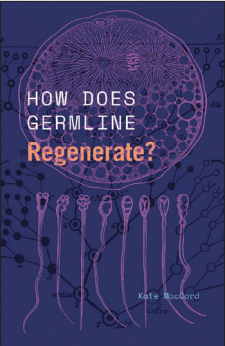 HOW DOES
GERMLINE
Regenerate?
Kate MacCord